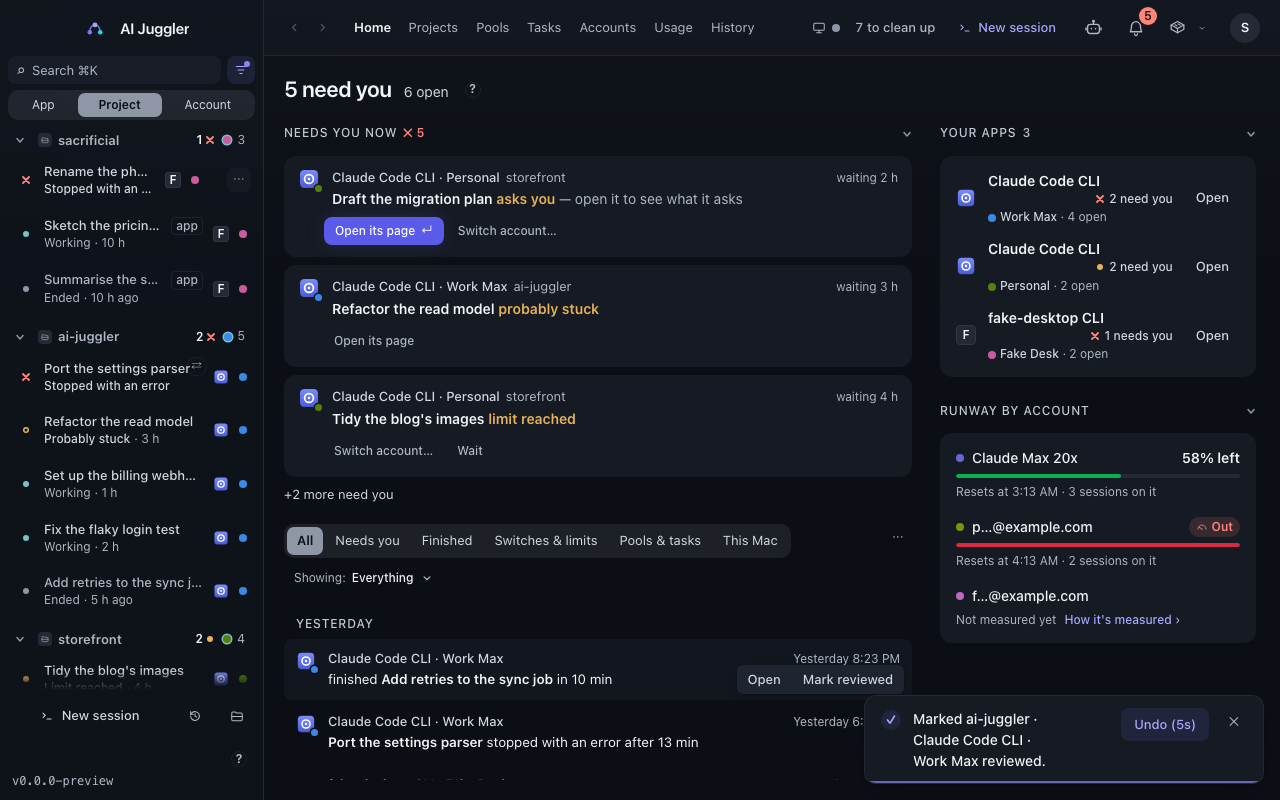 AI Juggler
Search ⌘K
App Project Account
sacrificial 1 3
Rename the ph... F
Stopped with an ...
Sketch the pricin... app F
Working · 10 h
Summarise the s... app F
Ended · 10 h ago
ai-juggler 2 5
Port the settings parser
Stopped with an error
Refactor the read model
Probably stuck · 3 h
Set up the billing webh...
Working · 1 h
Fix the flaky login test
Working · 2 h
Add retries to the sync j...
Ended · 5 h ago
storefront 2 4
Tidy the blog's images
Limit reached · 4 h
New session
?
v0.0.0-preview
Home Projects Pools Tasks Accounts Usage History
7 to clean up
New session
5
S
5 need you 6 open ?
NEEDS YOU NOW 5
Claude Code CLI · Personal storefront waiting 2 h
Draft the migration plan asks you — open it to see what it asks
Open its page ↵ Switch account...
Claude Code CLI · Work Max ai-juggler waiting 3 h
Refactor the read model probably stuck
Open its page
Claude Code CLI · Personal storefront waiting 4 h
Tidy the blog's images limit reached
Switch account... Wait
+2 more need you
All Needs you Finished Switches & limits Pools & tasks This Mac ...
Showing: Everything
YESTERDAY
Claude Code CLI · Work Max Yesterday 8:23 PM
finished Add retries to the sync job in 10 min
Open Mark reviewed
Claude Code CLI · Work Max Yesterday 6:
Port the settings parser stopped with an error after 13 min
YOUR APPS 3
Claude Code CLI
2 need you Open
Work Max · 4 open
Claude Code CLI
2 need you Open
Personal · 2 open
F fake-desktop CLI
1 needs you Open
Fake Desk · 2 open
RUNWAY BY ACCOUNT
Claude Max 20x 58% left
Resets at 3:13 AM · 3 sessions on it
p...@example.com Out
Resets at 4:13 AM · 2 sessions on it
f...@example.com
Not measured yet How it's measured ›
Marked ai-juggler ·
Claude Code CLI ·
Work Max reviewed.
Undo (5s)